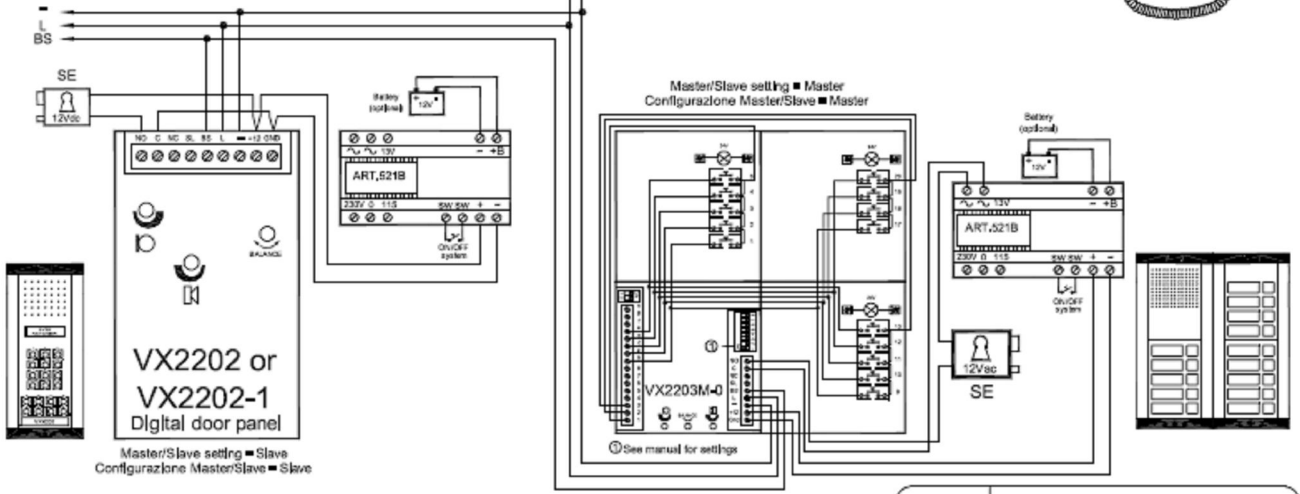 -
L
BS
SE
12Vdc
NO C NC SL BS L - +12 GND
BALANCE
VX2202 or
VX2202-1
Digital door panel
Master/Slave setting = Slave
Configurazione Master/Slave = Slave
Battery
(optional)
12V
13V - +B
ART.521B
230V 0 115 SW SW + -
ON/OFF
system
Master/Slave setting = Master
Configurazione Master/Slave = Master
VX2203M-0
① See manual for settings
①
Battery
(optional)
12V
13V - +B
ART.521B
230V 0 115 SW SW + -
ON/OFF
system
12Vac
SE